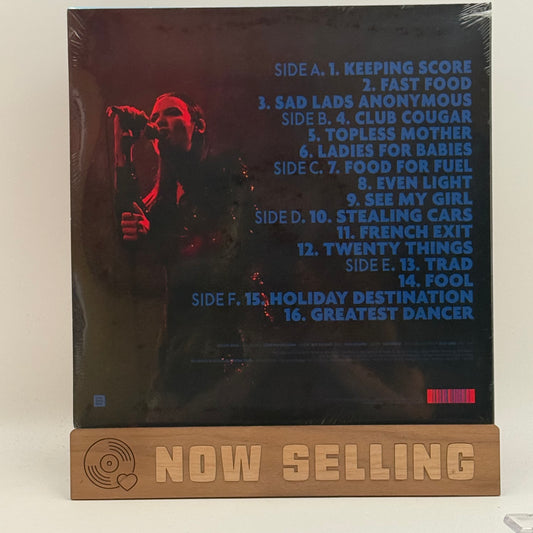 SIDE A. 1. KEEPING SCORE
2. FAST FOOD
3. SAD LADS ANONYMOUS
SIDE B. 4. CLUB COUGAR
5. TOPLESS MOTHER
6. LADIES FOR BABIES
SIDE C. 7. FOOD FOR FUEL
8. EVEN LIGHT
9. SEE MY GIRL
SIDE D. 10. STEALING CARS
11. FRENCH EXIT
12. TWENTY THINGS
SIDE E. 13. TRAD
14. FOOL
SIDE F. 15. HOLIDAY DESTINATION
16. GREATEST DANCER
NOW SELLING